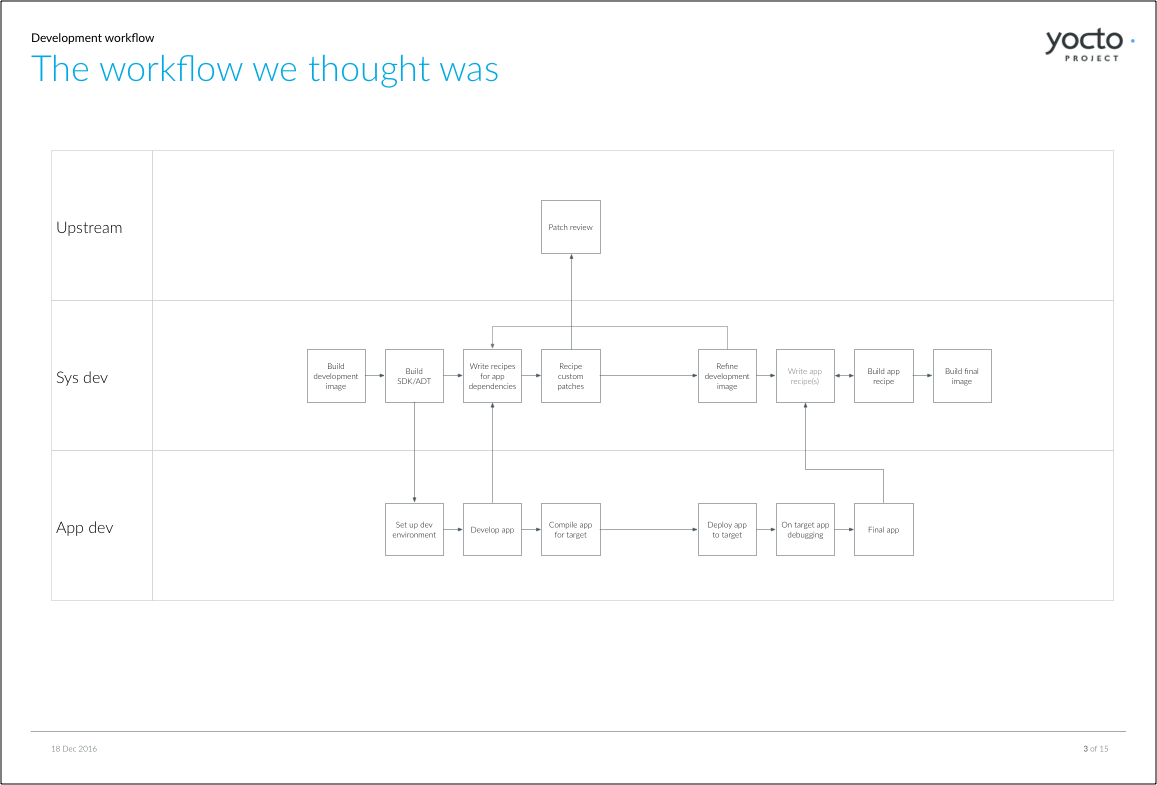 Development workflow
The workflow we thought was
yocto
PROJECT
Upstream
Patch review
Sys dev
Build
development
image
Build
SDK/ADT
Write recipes
for app
dependencies
Recipe
custom
patches
Refine
development
image
Write app
recipe(s)
Build app
recipe
Build final
image
App dev
Set up dev
environment
Develop app
Compile app
for target
Deploy app
to target
On target app
debugging
Final app
18 Dec 2016
3 of 15